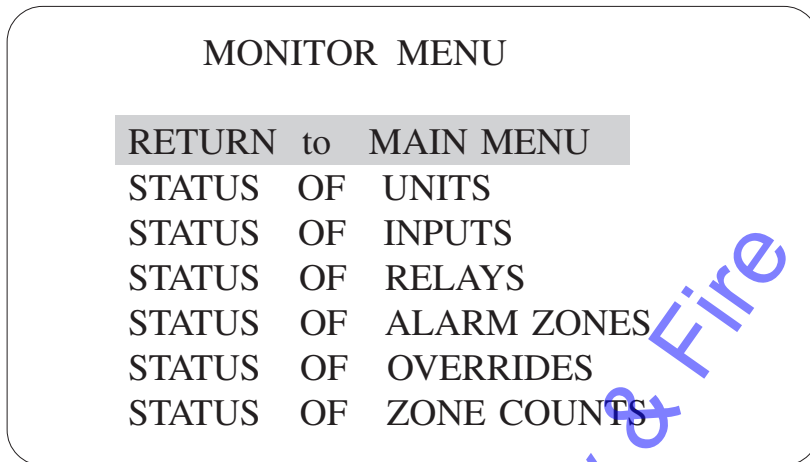 MONITOR MENU
RETURN to MAIN MENU
STATUS OF UNITS
STATUS OF INPUTS
STATUS OF RELAYS
STATUS OF ALARM ZONES
STATUS OF OVERRIDES
STATUS OF ZONE COUNTS
& Fire